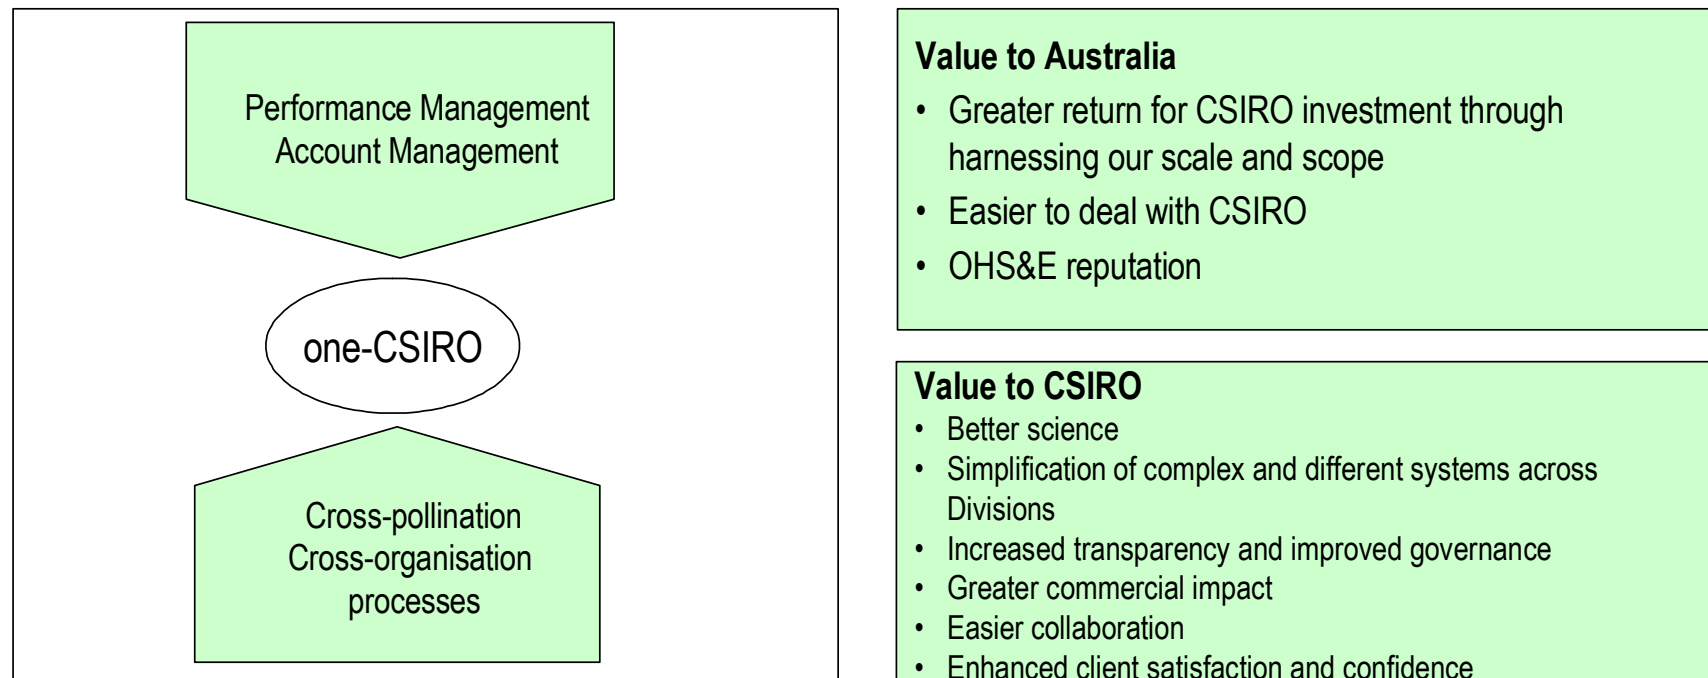 Performance Management
Account Management
one-CSIRO
Cross-pollination
Cross-organisation
processes
Value to Australia
• Greater return for CSIRO investment through
harnessing our scale and scope
• Easier to deal with CSIRO
• OHS&E reputation
Value to CSIRO
• Better science
• Simplification of complex and different systems across
Divisions
• Increased transparency and improved governance
• Greater commercial impact
• Easier collaboration
• Enhanced client satisfaction and confidence